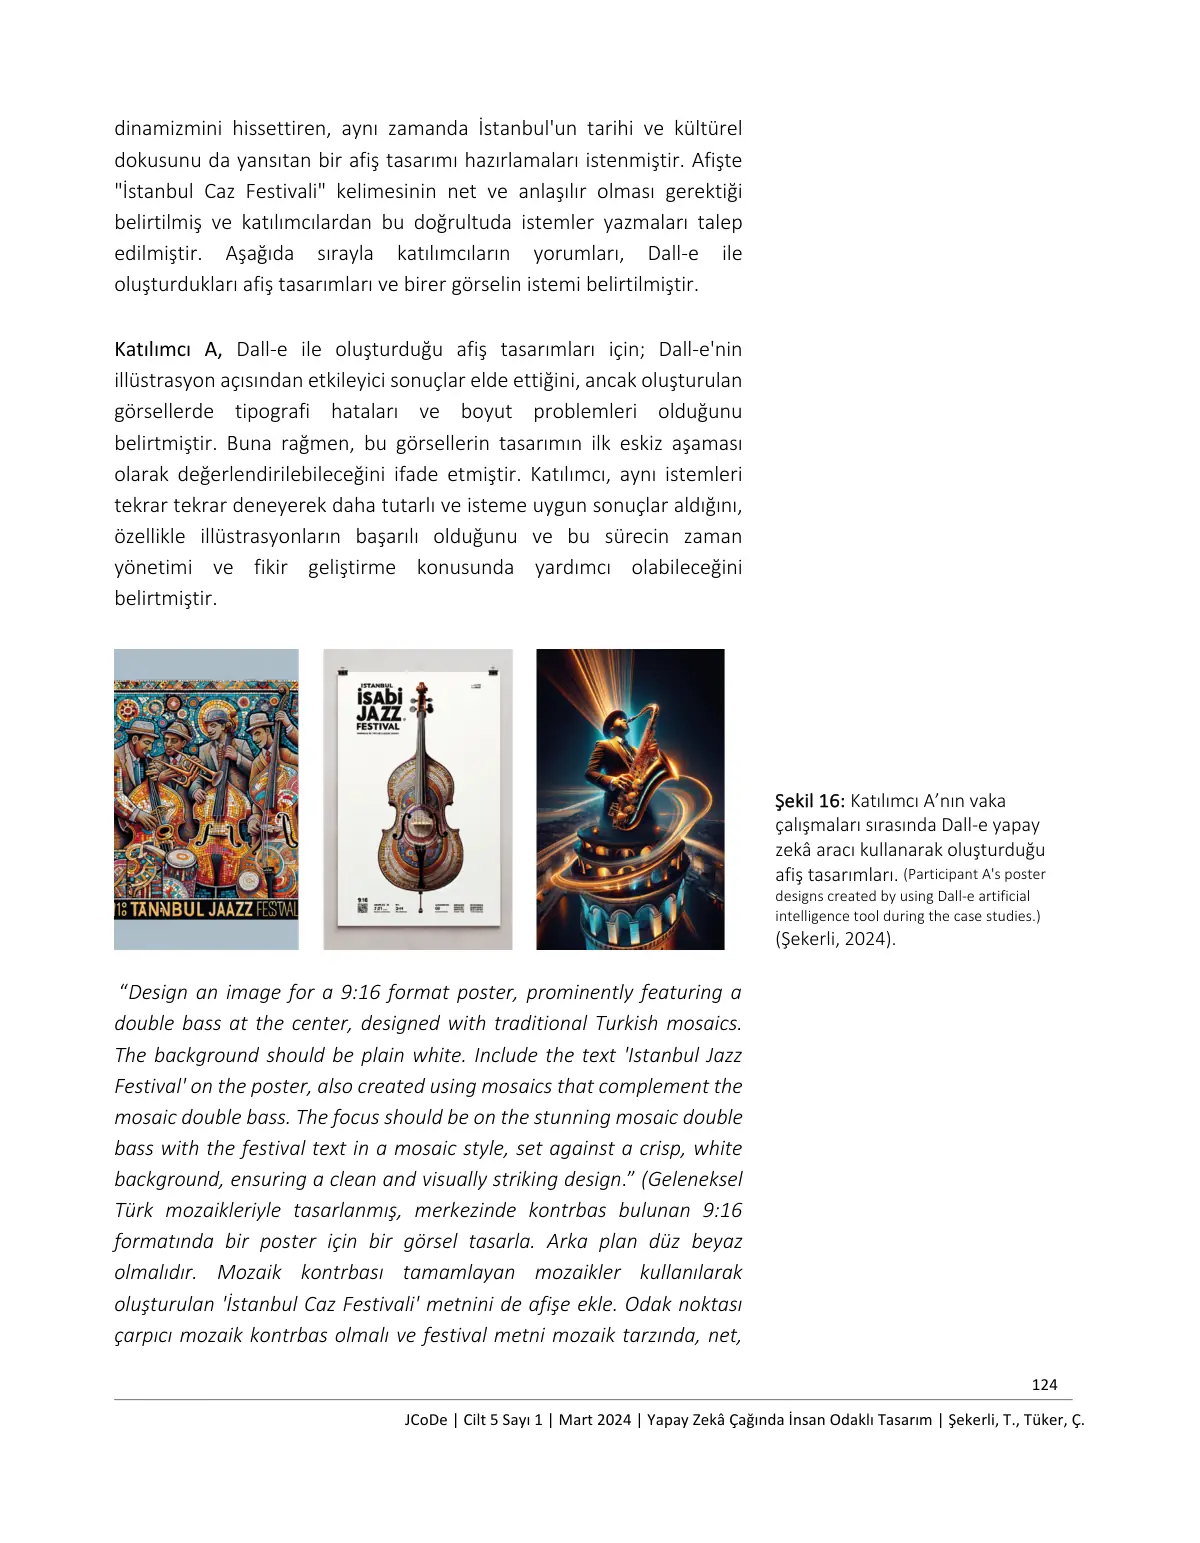 dinamizmini hissettiren, aynı zamanda İstanbul'un tarihi ve kültürel
dokusunu da yansıtan bir afiş tasarımı hazırlamaları istenmiştir. Afişte
"İstanbul Caz Festivali" kelimesinin net ve anlaşılır olması gerektiği
belirtilmiş ve katılımcılardan bu doğrultuda istemler yazmaları talep
edilmiştir. Aşağıda sırayla katılımcıların yorumları, Dall-e ile
oluşturdukları afiş tasarımları ve birer görselin istemi belirtilmiştir.
Katılımcı A, Dall-e ile oluşturduğu afiş tasarımları için; Dall-e'nin
illüstrasyon açısından etkileyici sonuçlar elde ettiğini, ancak oluşturulan
görsellerde tipografi hataları ve boyut problemleri olduğunu
belirtmiştir. Buna rağmen, bu görsellerin tasarımın ilk eskiz aşaması
olarak değerlendirilebileceğini ifade etmiştir. Katılımcı, aynı istemleri
tekrar tekrar deneyerek daha tutarlı ve isteme uygun sonuçlar aldığını,
özellikle illüstrasyonların başarılı olduğunu ve bu sürecin zaman
yönetimi ve fikir geliştirme konusunda yardımcı olabileceğini
belirtmiştir.
TANNBUL JAAZZ FESTWAL
ISTANBUL
isabi
JAZZ
FESTIVAL
9:16
Şekil 16: Katılımcı A’nın vaka
çalışmaları sırasında Dall-e yapay
zekâ aracı kullanarak oluşturduğu
afiş tasarımları. (Participant A's poster
designs created by using Dall-e artificial
intelligence tool during the case studies.)
(Şekerli, 2024).
“Design an image for a 9:16 format poster, prominently featuring a
double bass at the center, designed with traditional Turkish mosaics.
The background should be plain white. Include the text 'Istanbul Jazz
Festival' on the poster, also created using mosaics that complement the
mosaic double bass. The focus should be on the stunning mosaic double
bass with the festival text in a mosaic style, set against a crisp, white
background, ensuring a clean and visually striking design.” (Geleneksel
Türk mozaikleriyle tasarlanmış, merkezinde kontrbas bulunan 9:16
formatında bir poster için bir görsel tasarla. Arka plan düz beyaz
olmalıdır. Mozaik kontrbası tamamlayan mozaikler kullanılarak
oluşturulan 'İstanbul Caz Festivali' metnini de afişe ekle. Odak noktası
çarpıcı mozaik kontrbas olmalı ve festival metni mozaik tarzında, net,
124
JCoDe | Cilt 5 Sayı 1 | Mart 2024 | Yapay Zekâ Çağında İnsan Odaklı Tasarım | Şekerli, T., Tüker, Ç.